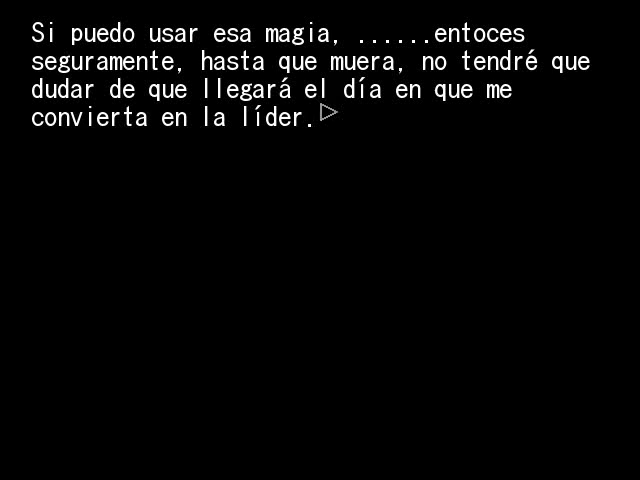 Si puedo usar esa magia, ......entoces
seguramente, hasta que muera, no tendré que
dudar de que llegará el día en que me
convierta en la líder.